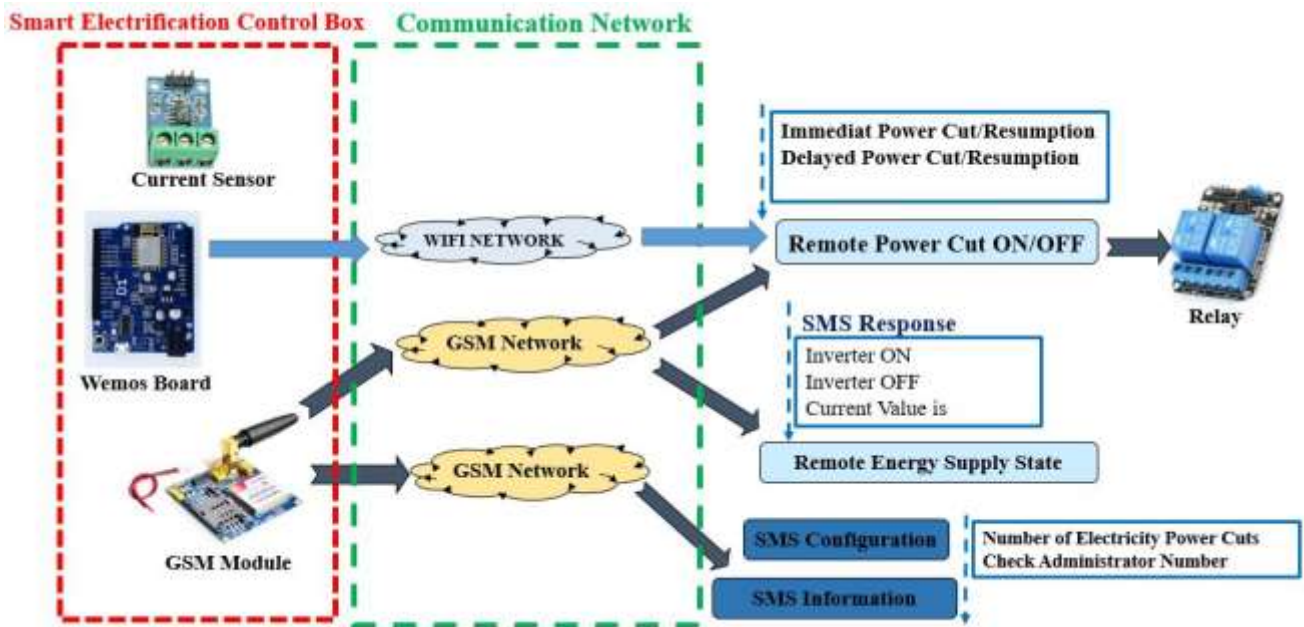 Smart Electrification Control Box
Communication Network
Current Sensor
D1
Wemos Board
GSM Module
WIFI NETWORK
GSM Network
GSM Network
Immediat Power Cut/Resumption
Delayed Power Cut/Resumption
Remote Power Cut ON/OFF
Relay
SMS Response
Inverter ON
Inverter OFF
Current Value is
Remote Energy Supply State
SMS Configuration
SMS Information
Number of Electricity Power Cuts
Check Administrator Number